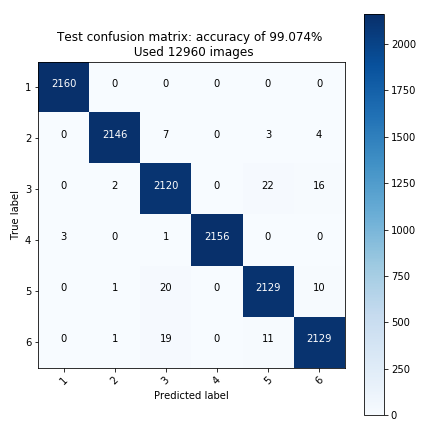 Test confusion matrix: accuracy of 99.074%
Used 12960 images
1 2160 0 0 0 0 0
2 0 2146 7 0 3 4
3 0 2 2120 0 22 16
4 3 0 1 2156 0 0
5 0 1 20 0 2129 10
6 0 1 19 0 11 2129
1 2 3 4 5 6
True label
Predicted label
2000
1750
1500
1250
1000
750
500
250
0